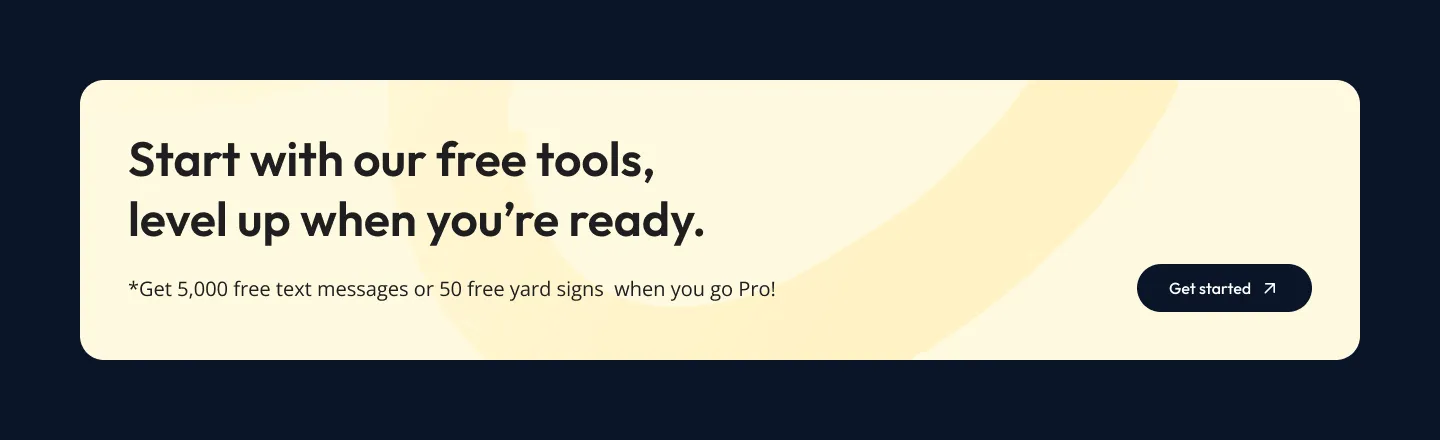 Start with our free tools,
level up when you’re ready.
*Get 5,000 free text messages or 50 free yard signs  when you go Pro!
Get started